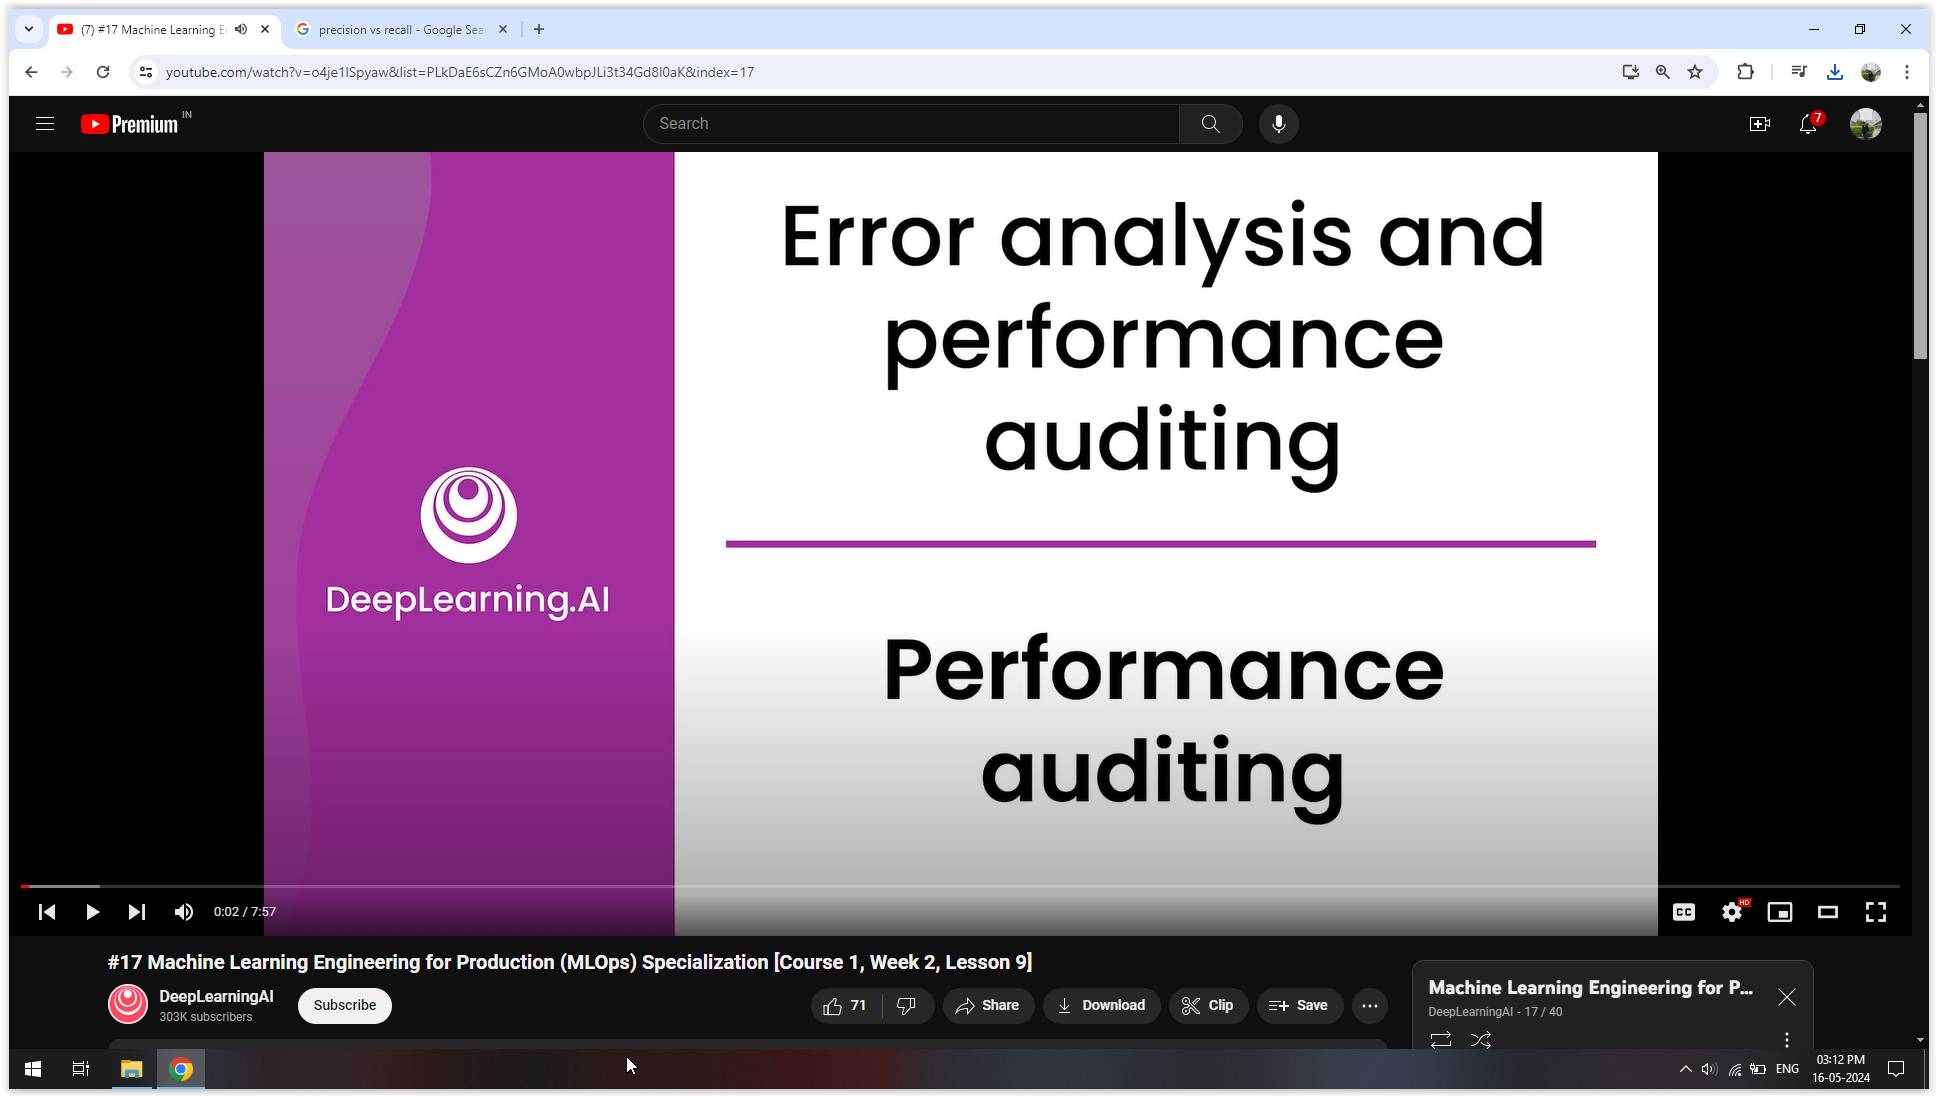 (7) #17 Machine Learning E
precision vs recall - Google Sea
youtube.com/watch?v=o4je1ISpyaw&list=PLkDaE6sCZn6GMoA0wbpJLi3t34Gd8l0aK&index=17
Premium IN
Search
7
Error analysis and
performance
auditing
DeepLearning.AI
Performance
auditing
0:02 / 7:57
CC
HD
#17 Machine Learning Engineering for Production (MLOps) Specialization [Course 1, Week 2, Lesson 9]
DeepLearningAI
303K subscribers
Subscribe
71
Share
Download
Clip
Save
Machine Learning Engineering for P...
DeepLearningAI - 17 / 40
ENG
03:12 PM
16-05-2024